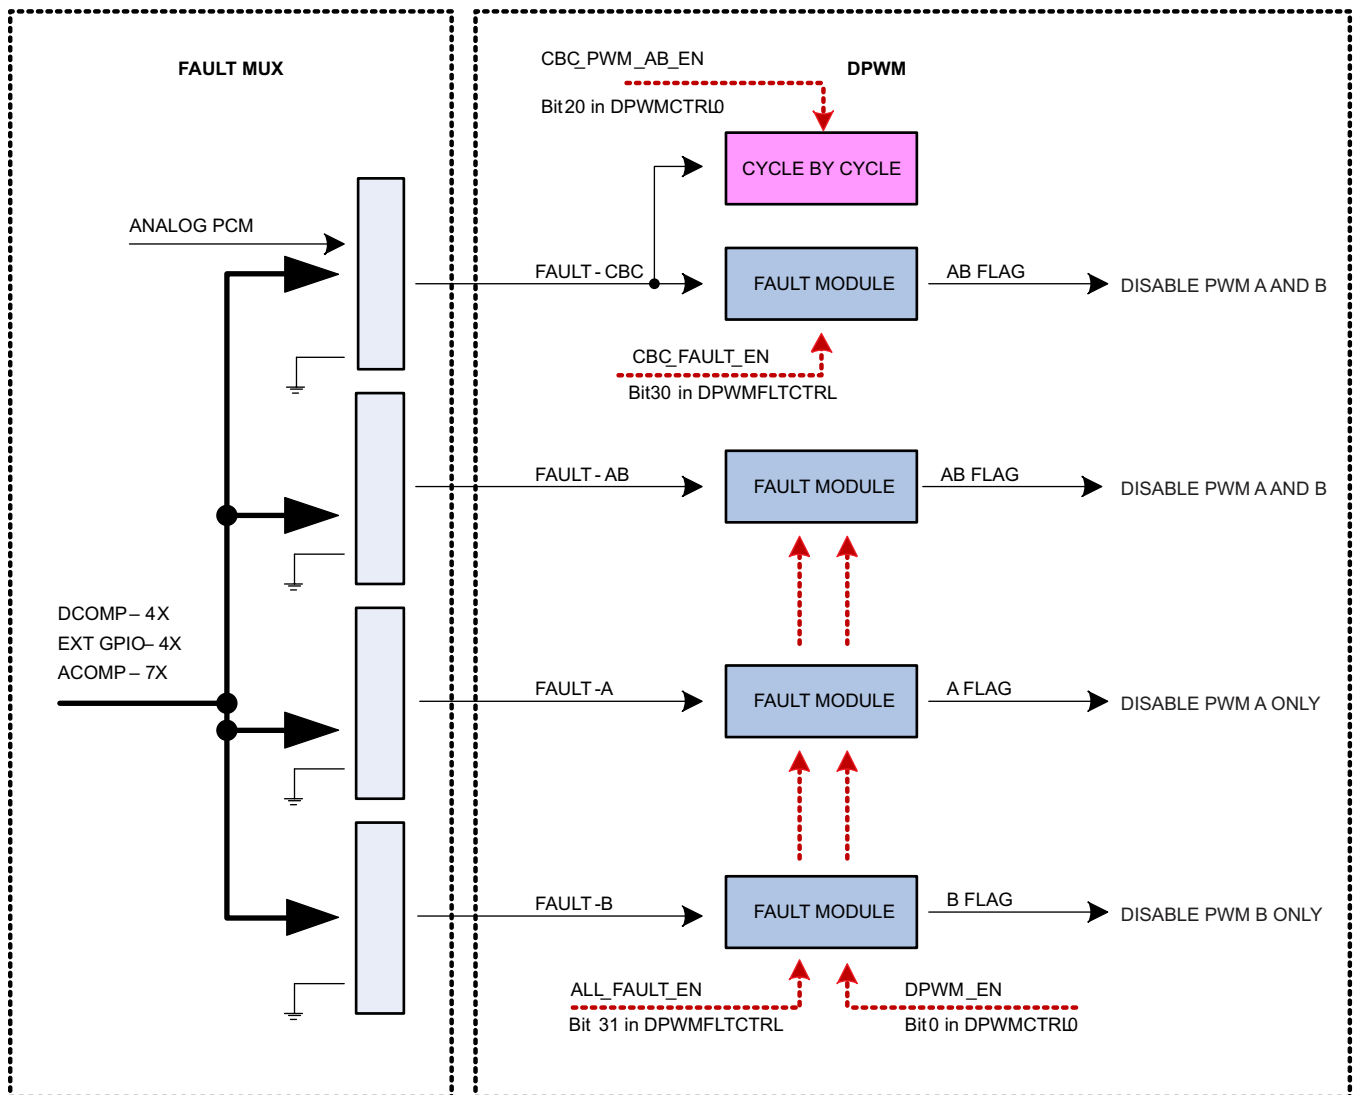 FAULT MUX
DPWM
CBC_PWM_AB_EN
Bit20 in DPWMCTRL0
CYCLE BY CYCLE
ANALOG PCM
FAULT - CBC
FAULT MODULE
AB FLAG
DISABLE PWM A AND B
CBC_FAULT_EN
Bit30 in DPWMFLTCTRL
FAULT - AB
FAULT MODULE
AB FLAG
DISABLE PWM A AND B
DCOMP – 4X
EXT GPIO– 4X
ACOMP – 7X
FAULT -A
FAULT MODULE
A FLAG
DISABLE PWM A ONLY
FAULT -B
FAULT MODULE
B FLAG
DISABLE PWM B ONLY
ALL_FAULT_EN
Bit 31 in DPWMFLTCTRL
DPWM_EN
Bit0 in DPWMCTRL0